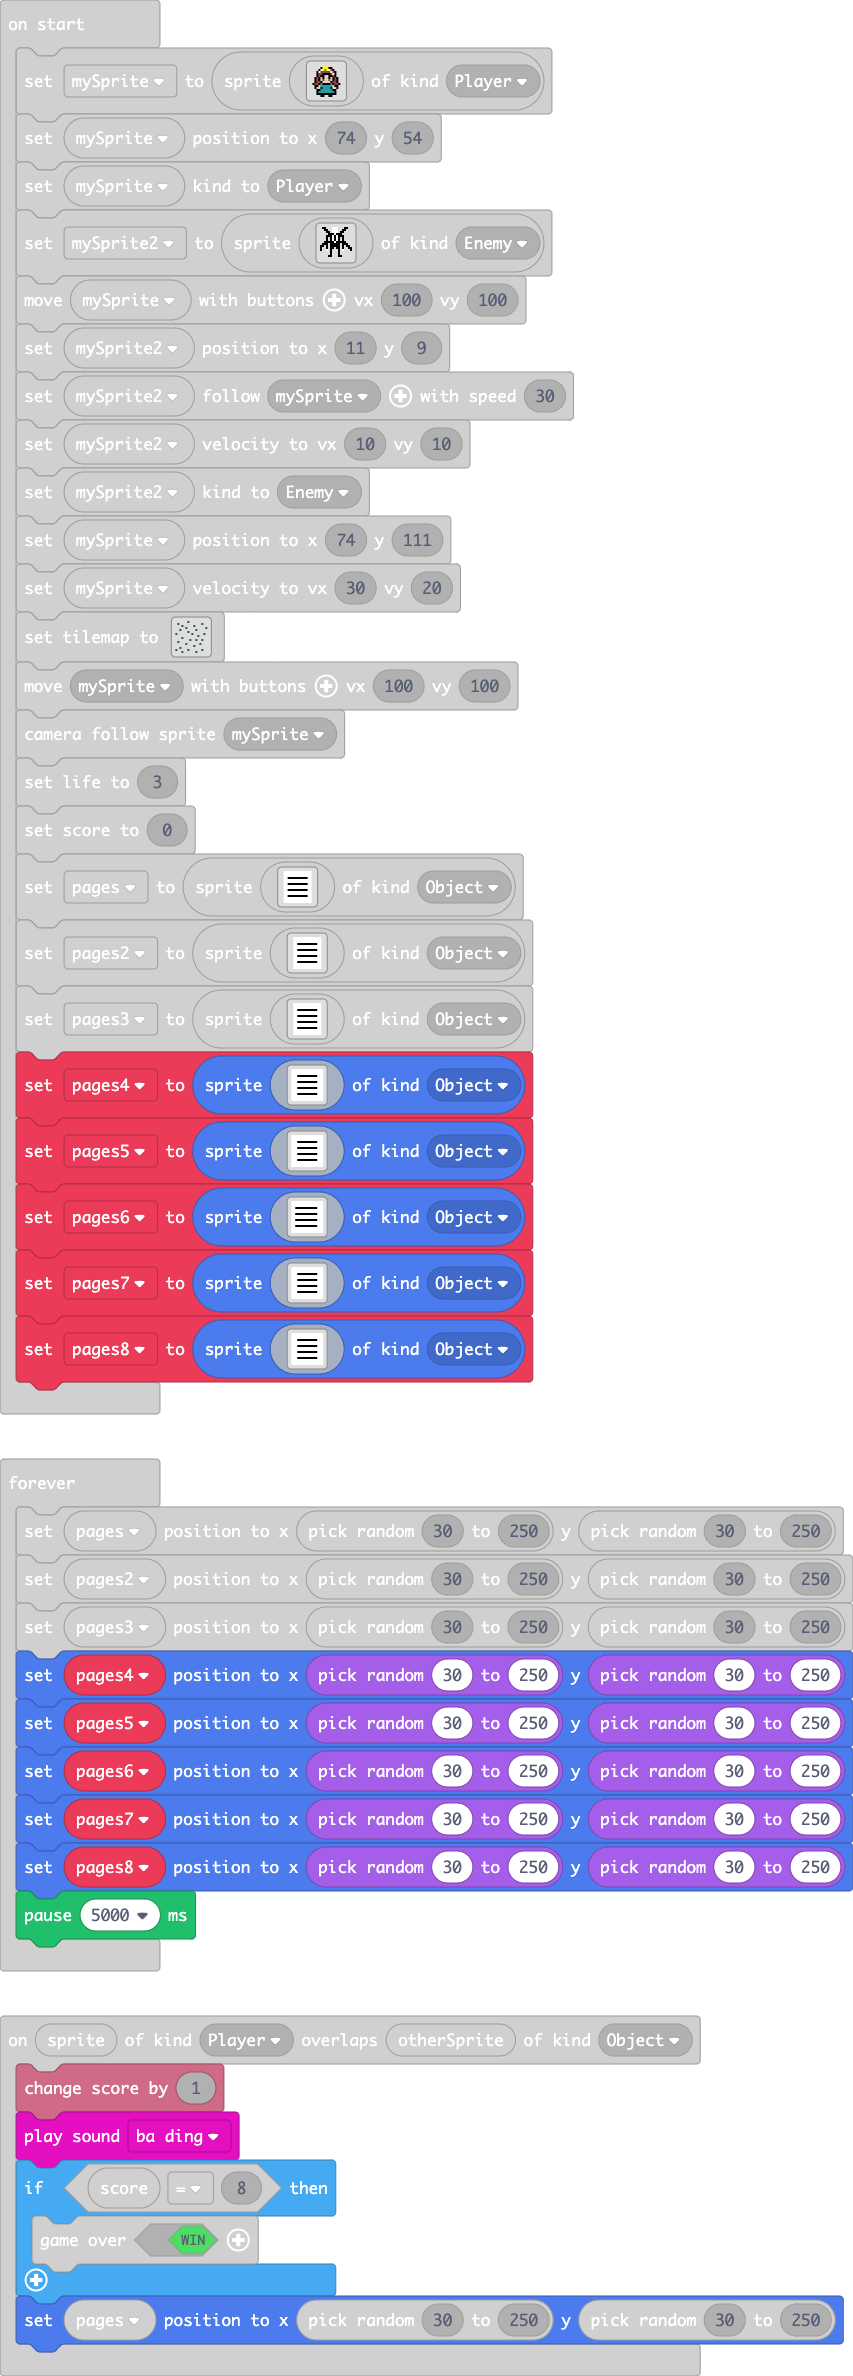 on start
set mySprite to sprite of kind Player
set mySprite position to x 74 y 54
set mySprite kind to Player
set mySprite2 to sprite of kind Enemy
move mySprite with buttons vx 100 vy 100
set mySprite2 position to x 11 y 9
set mySprite2 follow mySprite with speed 30
set mySprite2 velocity to vx 10 vy 10
set mySprite2 kind to Enemy
set mySprite position to x 74 y 111
set mySprite velocity to vx 30 vy 20
set tilemap to
move mySprite with buttons vx 100 vy 100
camera follow sprite mySprite
set life to 3
set score to 0
set pages to sprite of kind Object
set pages2 to sprite of kind Object
set pages3 to sprite of kind Object
set pages4 to sprite of kind Object
set pages5 to sprite of kind Object
set pages6 to sprite of kind Object
set pages7 to sprite of kind Object
set pages8 to sprite of kind Object
forever
set pages position to x pick random 30 to 250 y pick random 30 to 250
set pages2 position to x pick random 30 to 250 y pick random 30 to 250
set pages3 position to x pick random 30 to 250 y pick random 30 to 250
set pages4 position to x pick random 30 to 250 y pick random 30 to 250
set pages5 position to x pick random 30 to 250 y pick random 30 to 250
set pages6 position to x pick random 30 to 250 y pick random 30 to 250
set pages7 position to x pick random 30 to 250 y pick random 30 to 250
set pages8 position to x pick random 30 to 250 y pick random 30 to 250
pause 5000 ms
on sprite of kind Player overlaps otherSprite of kind Object
change score by 1
play sound ba ding
if score = 8 then
game over WIN
set pages position to x pick random 30 to 250 y pick random 30 to 250